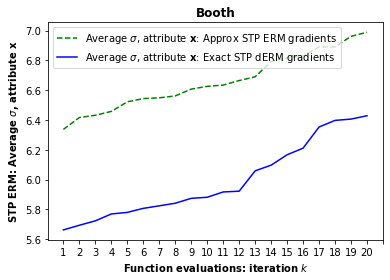 Booth
Average σ, attribute x: Approx STP ERM gradients
Average σ, attribute x: Exact STP dERM gradients
STP ERM: Average σ, attribute x
7.0
6.8
6.6
6.4
6.2
6.0
5.8
5.6
1 2 3 4 5 6 7 8 9 10 11 12 13 14 15 16 17 18 19 20
Function evaluations: iteration k